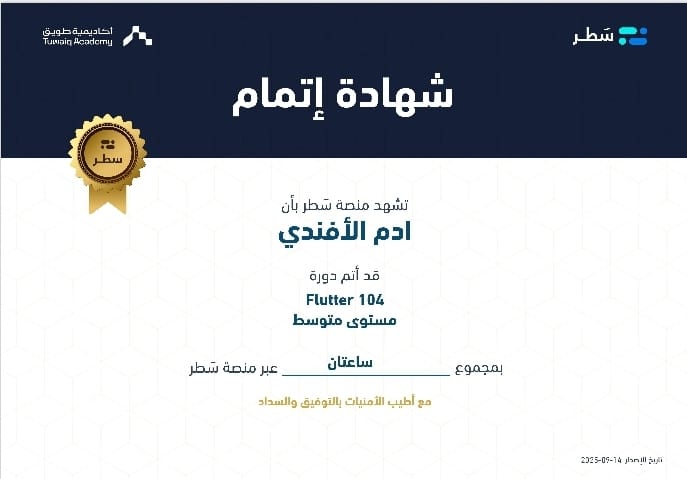 سَطر
أكاديمية طويق
Tuwaiq Academy
شهادة إتمام
سطر
تشهد منصة سَطر بأن
ادم الأفندي
قد أتم دورة
Flutter 104
مستوى متوسط
بمجموع ساعتان عبر منصة سَطر
مع أطيب الأمنيات بالتوفيق والسداد
تاريخ الإصدار: 14-09-2025